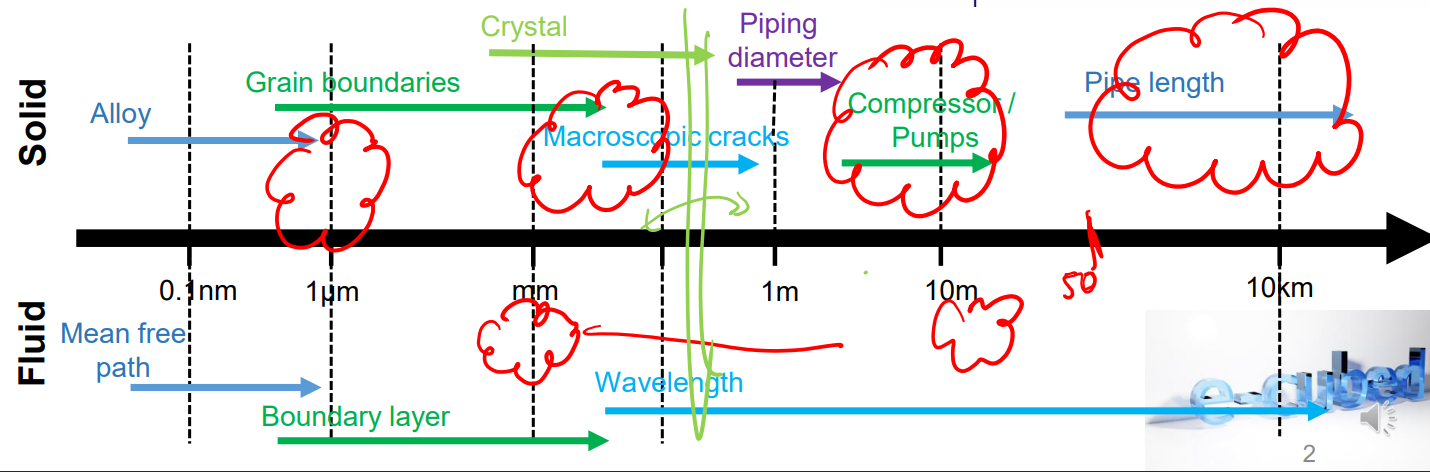 Crystal
Piping
diameter
Grain boundaries
Pipe length
Alloy
Compressor /
Pumps
Macroscopic cracks
Solid
0.1nm
1μm
mm
1m
10m
50
10km
Fluid
Mean free
path
Wavelength
Boundary layer
e-cubed
2